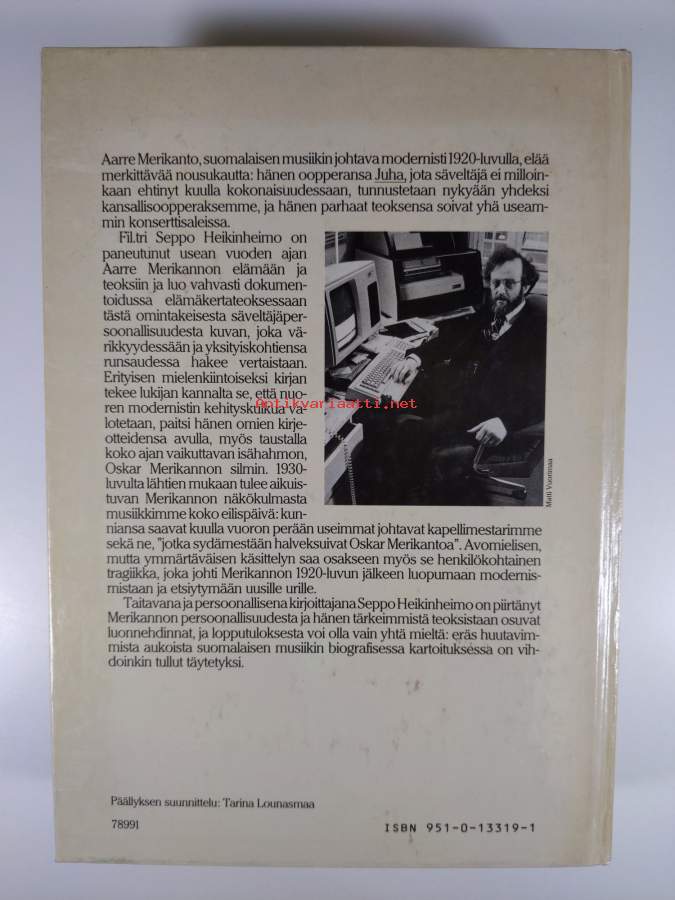 Aarre Merikanto, suomalaisen musiikin johtava modernisti 1920-luvulla, elää
merkittävää nousukautta: hänen oopperansa Juha, jota säveltäjä ei milloin-
kaan ehtinyt kuulla kokonaisuudessaan, tunnustetaan nykyään yhdeksi
kansallisoopperaksemme, ja hänen parhaat teoksensa soivat yhä useam-
min konserttisaleissa.
Fil.tri Seppo Heikinheimo on
paneutunut usean vuoden ajan
Aarre Merikannon elämään ja
teoksiin ja luo vahvasti dokumen-
toidussa elämäkertateoksessaan
tästä omintakeisesta säveltäjäper-
soonallisuudesta kuvan, joka vä-
rikkyydessään ja yksityiskohtiensa
runsaudessa hakee vertaistaan.
Erityisen mielenkiintoiseksi kirjan
tekee lukijan kannalta se, että nuo-
ren modernistin kehityskulkua va-
lotetaan, paitsi hänen omien kirje-
otteidensa avulla, myös taustalla
koko ajan vaikuttavan isähahmon,
Oskar Merikannon silmin. 1930-
luvulta lähtien mukaan tulee aikuis-
tuvan Merikannon näkökulmasta
musiikkimme koko eilispäivä: kun-
niansa saavat kuulla vuoron perään useimmat johtavat kapellimestarimme
sekä ne, "jotka sydämestään halveksuivat Oskar Merikantoa". Avomielisen,
mutta ymmärtäväisen käsittelyn saa osakseen myös se henkilökohtainen
tragiikka, joka johti Merikannon 1920-luvun jälkeen luopumaan modernis-
mistaan ja etsiytymään uusille urille.
Taitavana ja persoonallisena kirjoittajana Seppo Heikinheimo on piirtänyt
Merikannon persoonallisuudesta ja hänen tärkeimmistä teoksistaan osuvat
luonnehdinnat, ja lopputuloksesta voi olla vain yhtä mieltä: eräs huutavim-
mista aukoista suomalaisen musiikin biografisessa kartoituksessa on vih-
doinkin tullut täytetyksi.
Matti Vuorimaa
Antikvariaatti.net
Päällyksen suunnittelu: Tarina Lounasmaa
78991
ISBN 951-0-13319-1